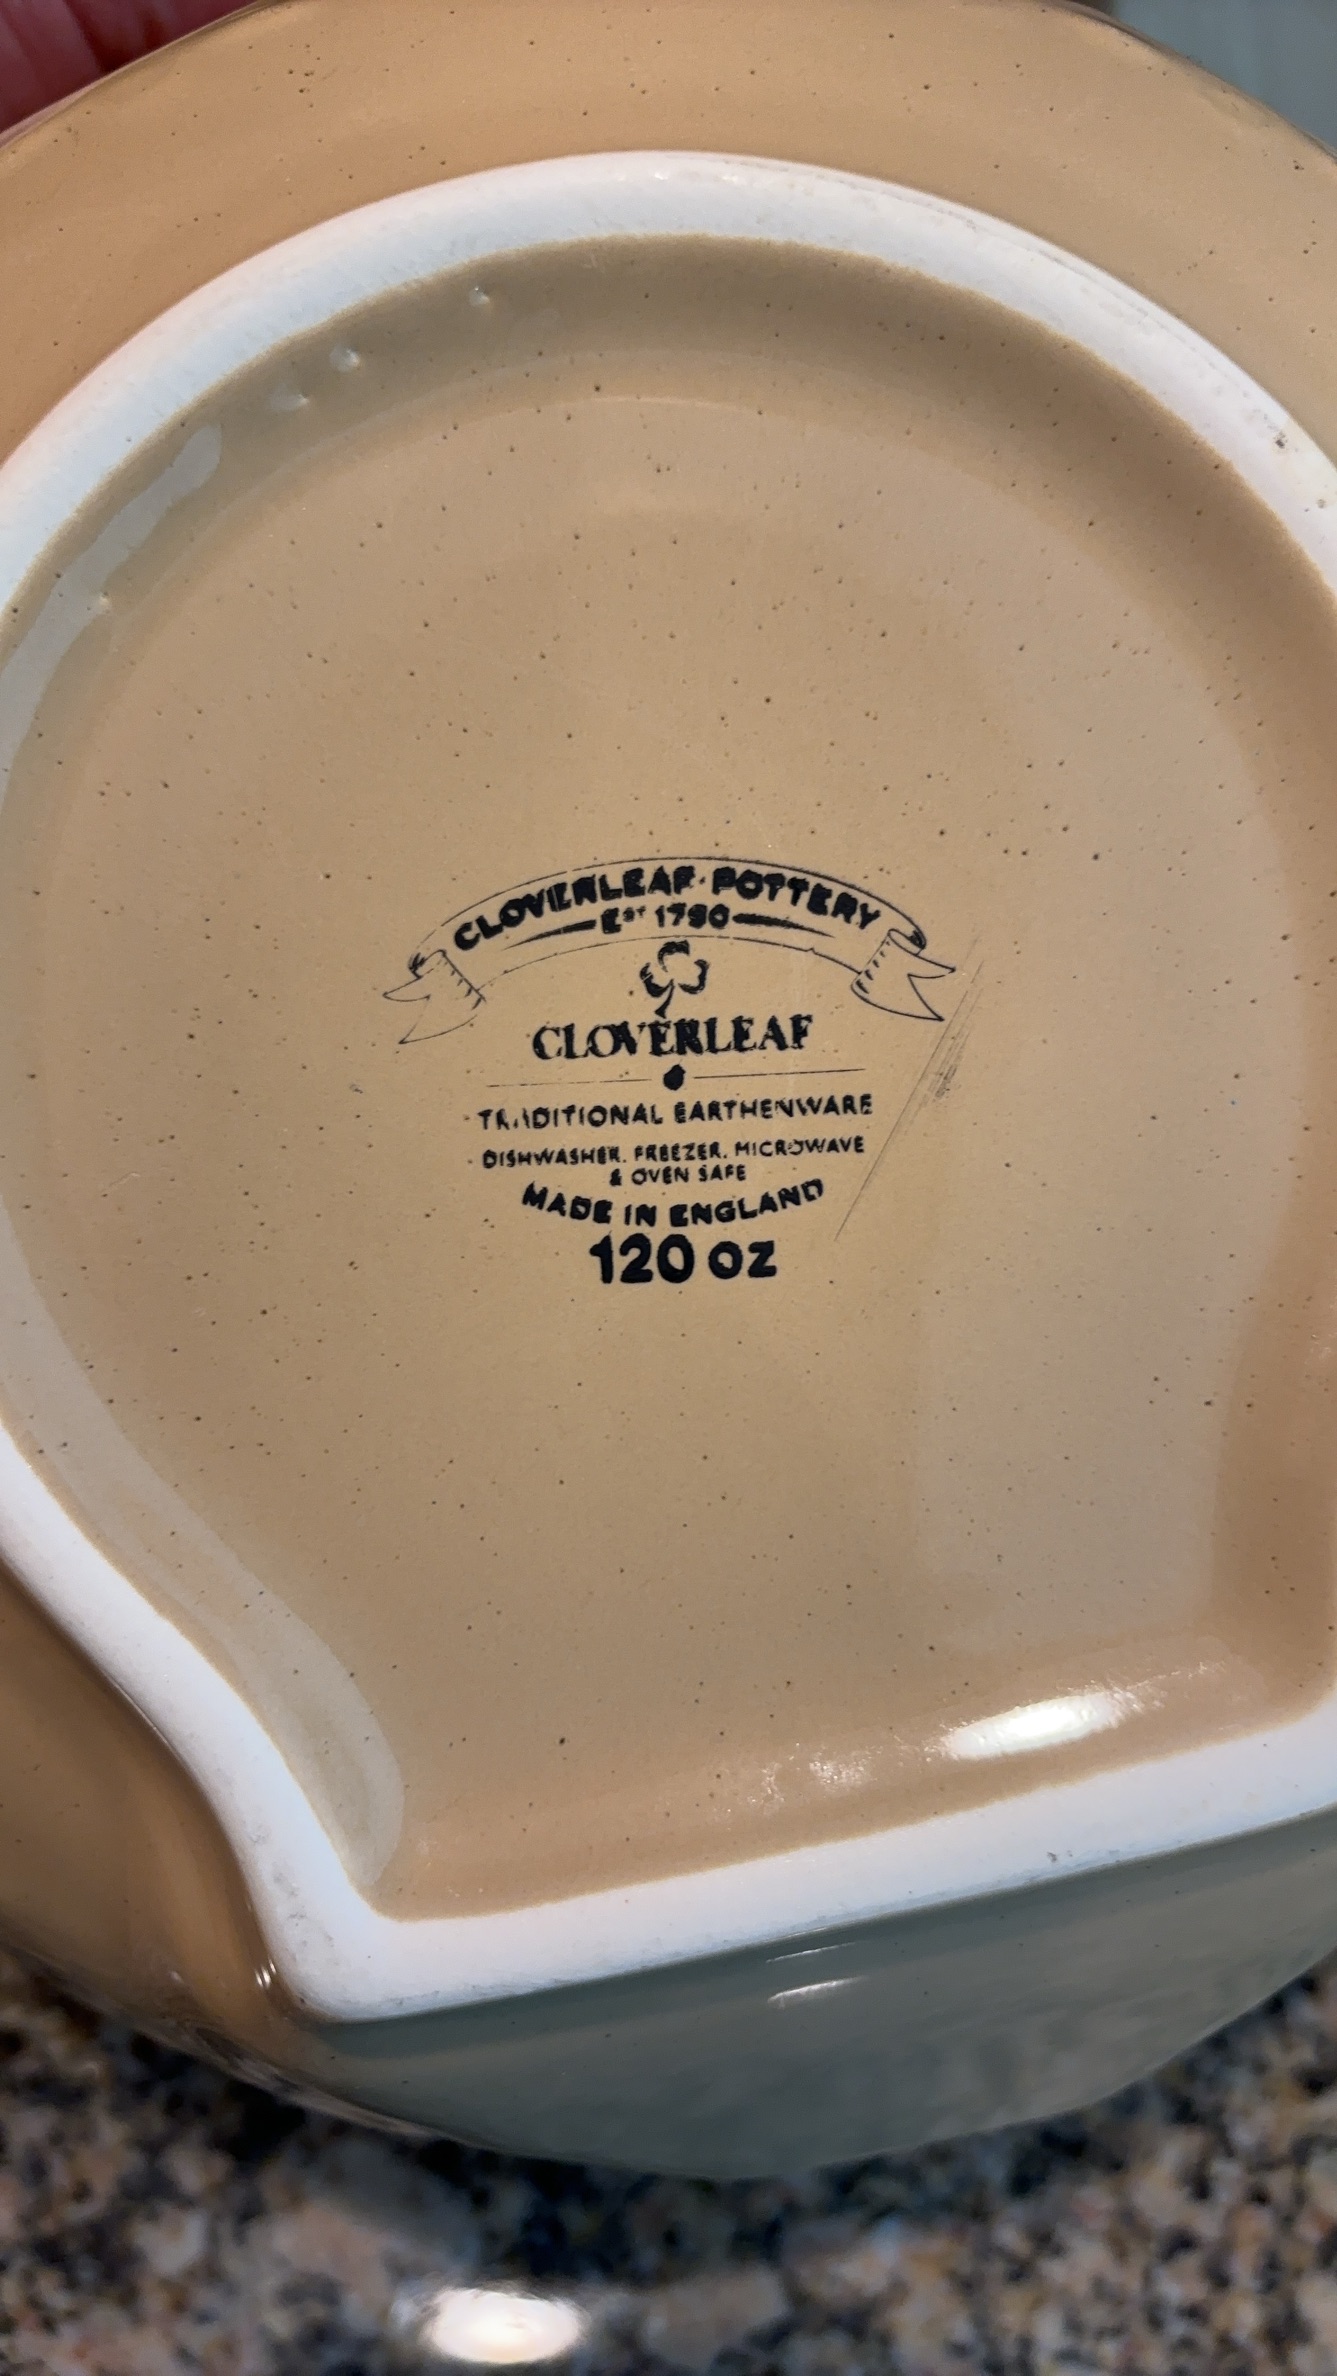 CLOVERLEAF · POTTERY
EST 1790
CLOVERLEAF
TRADITIONAL EARTHENWARE
DISHWASHER, FREEZER, MICROWAVE
& OVEN SAFE
MADE IN ENGLAND
120 OZ